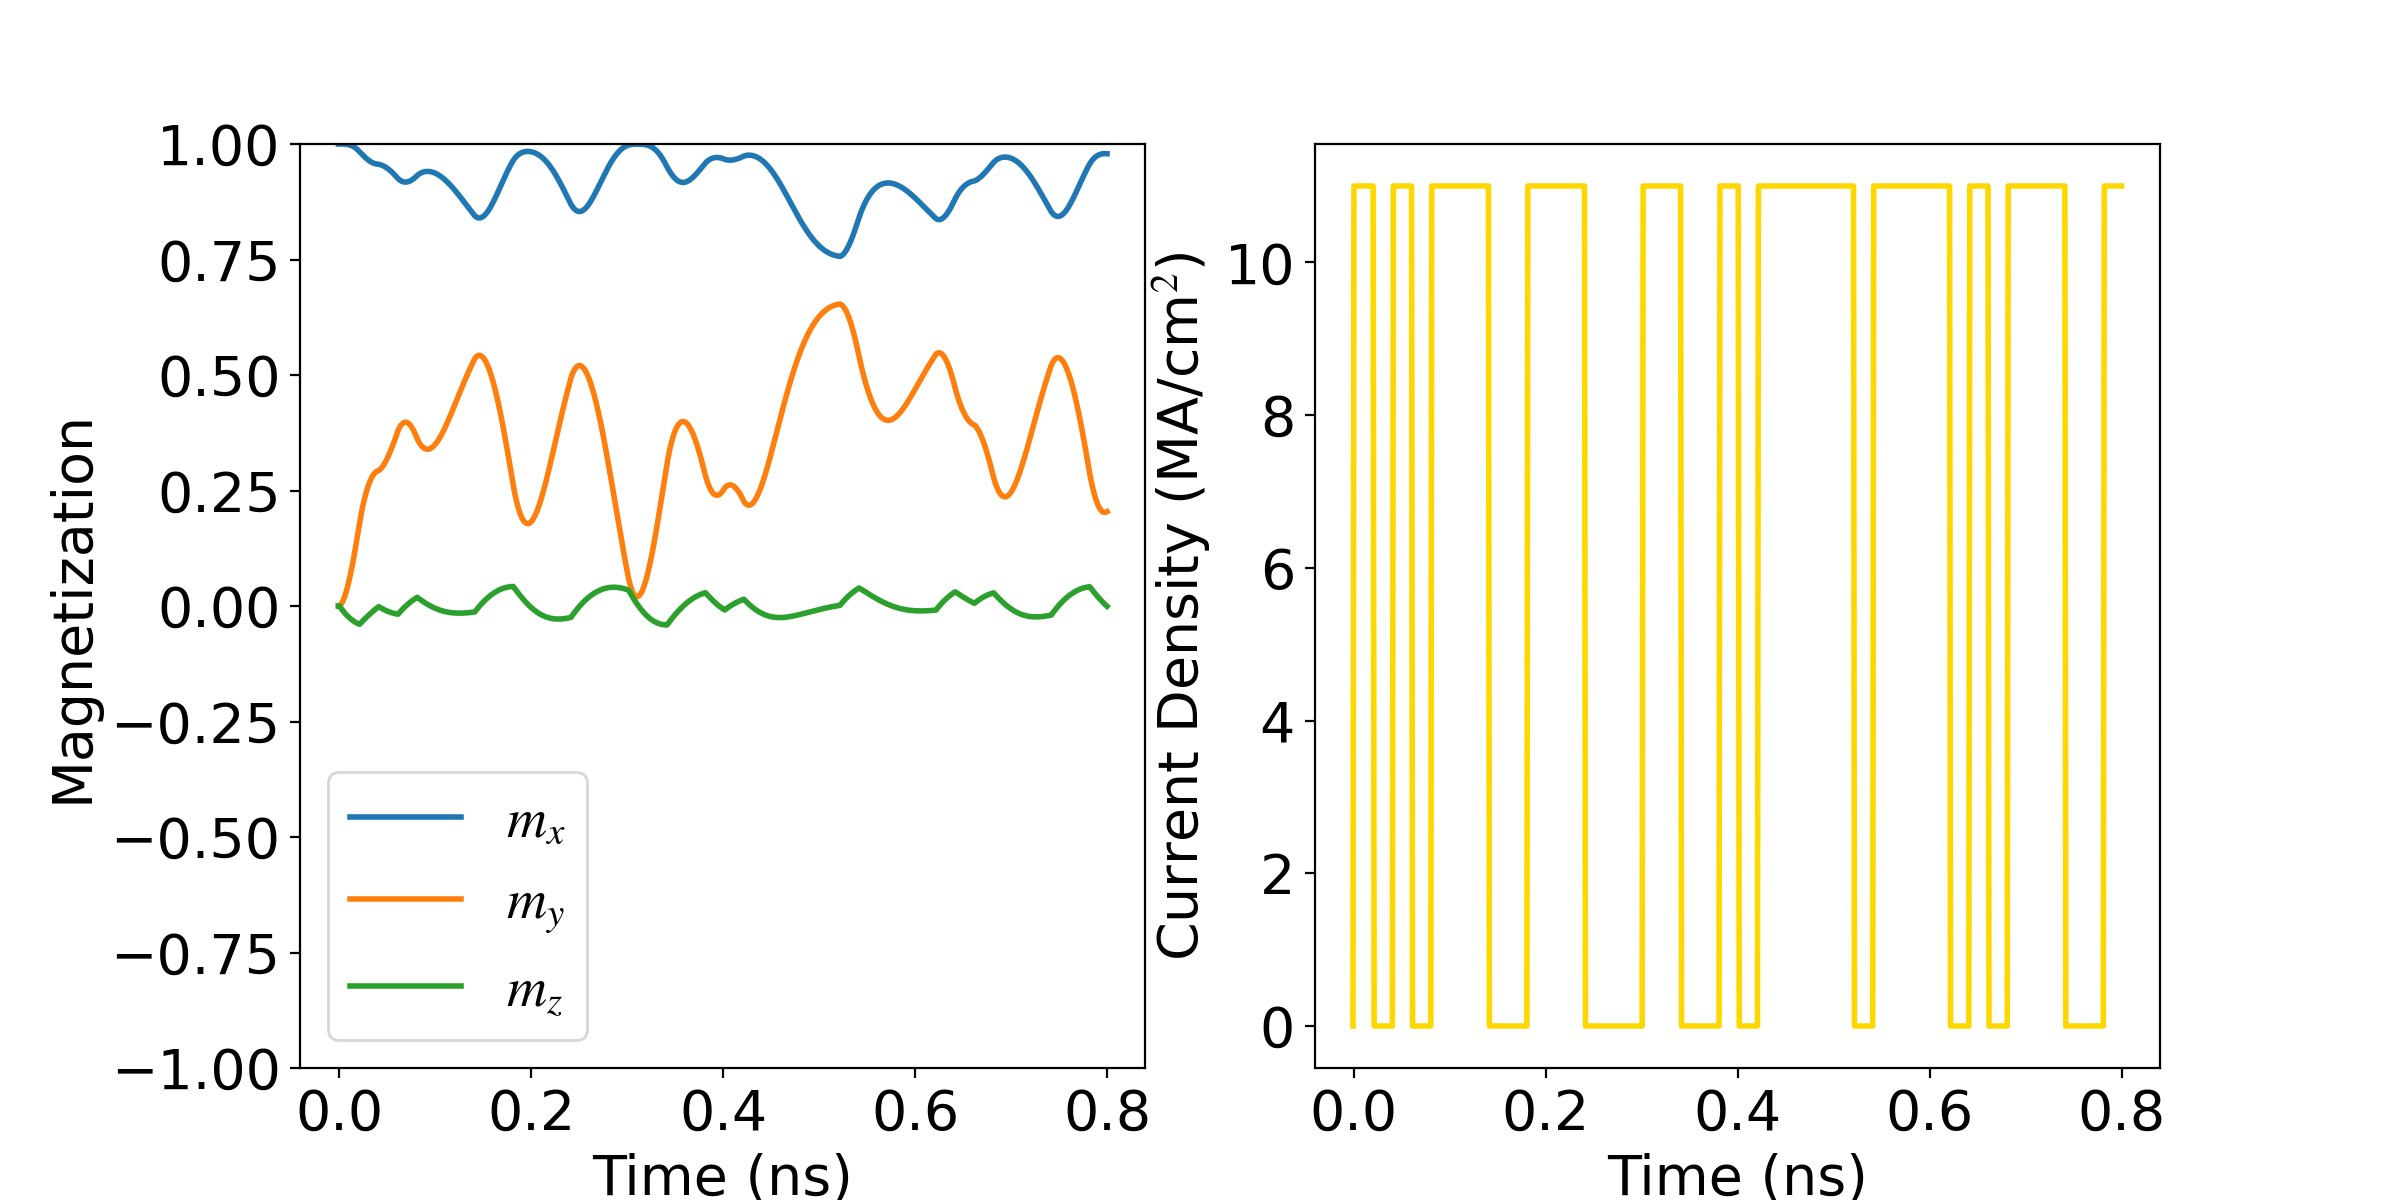 Magnetization
1.00
0.75
0.50
0.25
0.00
−0.25
−0.50
−0.75
−1.00
m_x
m_y
m_z
0.0 0.2 0.4 0.6 0.8
Time (ns)
Current Density (MA/cm²)
10
8
6
4
2
0
0.0 0.2 0.4 0.6 0.8
Time (ns)